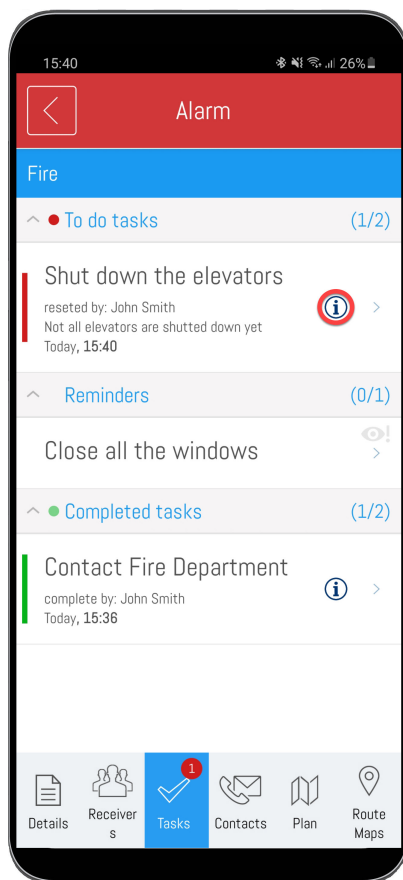 15:40 26%
Alarm
Fire
To do tasks (1/2)
Shut down the elevators
reseted by: John Smith
Not all elevators are shutted down yet
Today, 15:40
Reminders (0/1)
Close all the windows
Completed tasks (1/2)
Contact Fire Department
complete by: John Smith
Today, 15:36
1
Details Receiver Tasks Contacts Plan Route
s Maps